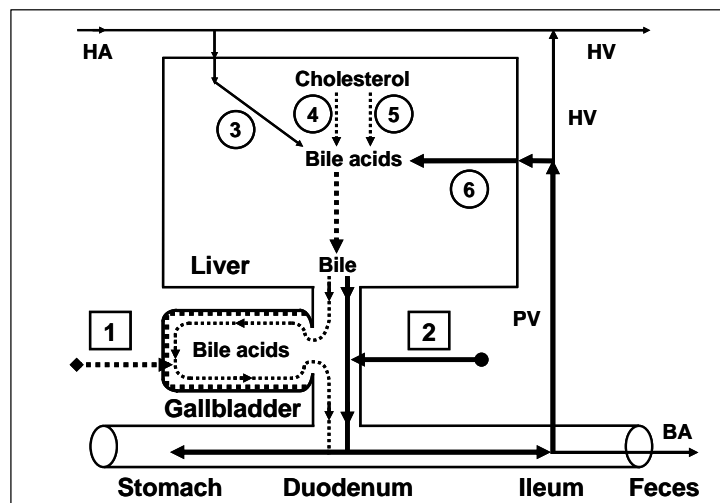 HA HV
Cholesterol
3 4 5 HV
Bile acids
6
Liver Bile
1 2 PV
Bile acids
Gallbladder
BA
Stomach Duodenum Ileum Feces